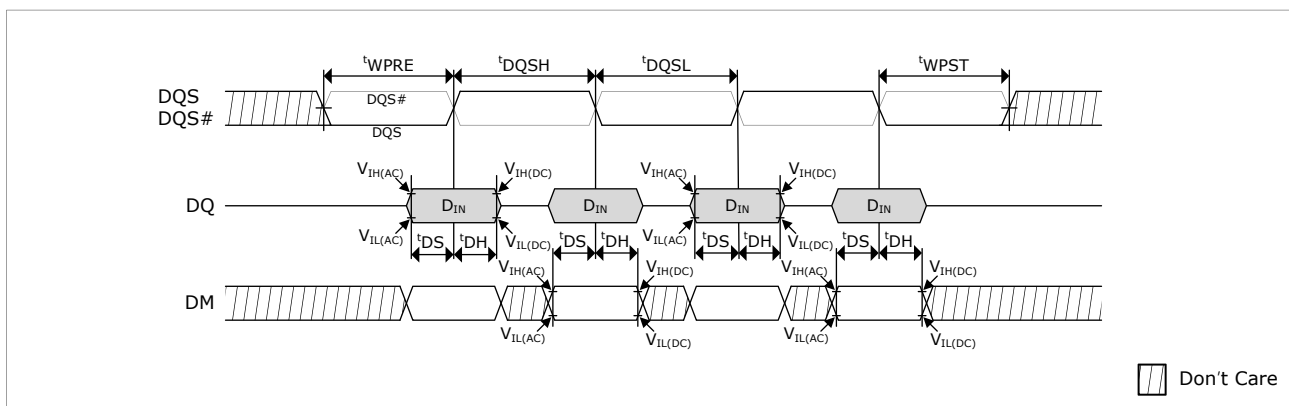 tWPRE tDQSH tDQSL tWPST
DQS
DQS#
DQS#
DQS
VIH(AC) VIH(DC) VIH(AC) VIH(DC)
DQ DIN DIN DIN DIN
VIL(AC) VIL(DC) VIL(AC) VIL(DC)
tDS tDH tDS tDH tDS tDH tDS tDH
VIH(AC) VIH(DC) VIH(AC) VIH(DC)
DM
VIL(AC) VIL(DC) VIL(AC) VIL(DC)
Don't Care